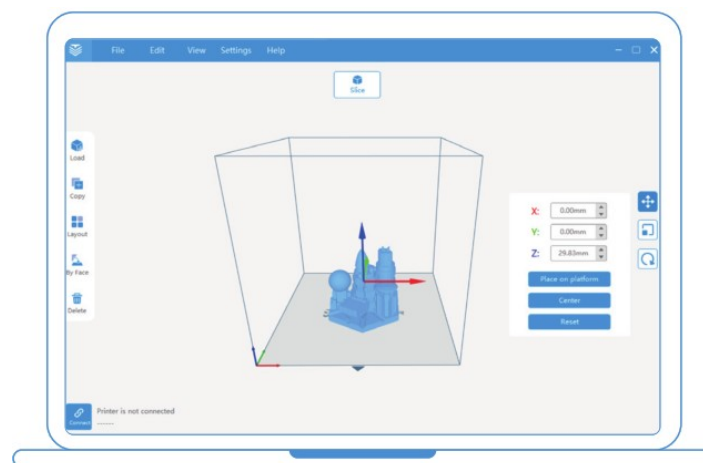 File Edit View Settings Help
Slice
Load
Copy
Layout
By Face
Delete
X: 0.00mm
Y: 0.00mm
Z: 29.83mm
Place on platform
Center
Reset
Connect
Printer is not connected
------